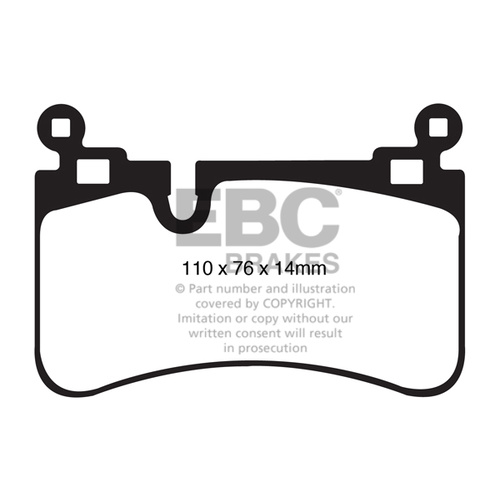 EBC
BRAKES
110 x 76 x 14mm
© Part number and illustration
covered by COPYRIGHT.
Imitation or copy without our
written consent will result
in prosecution